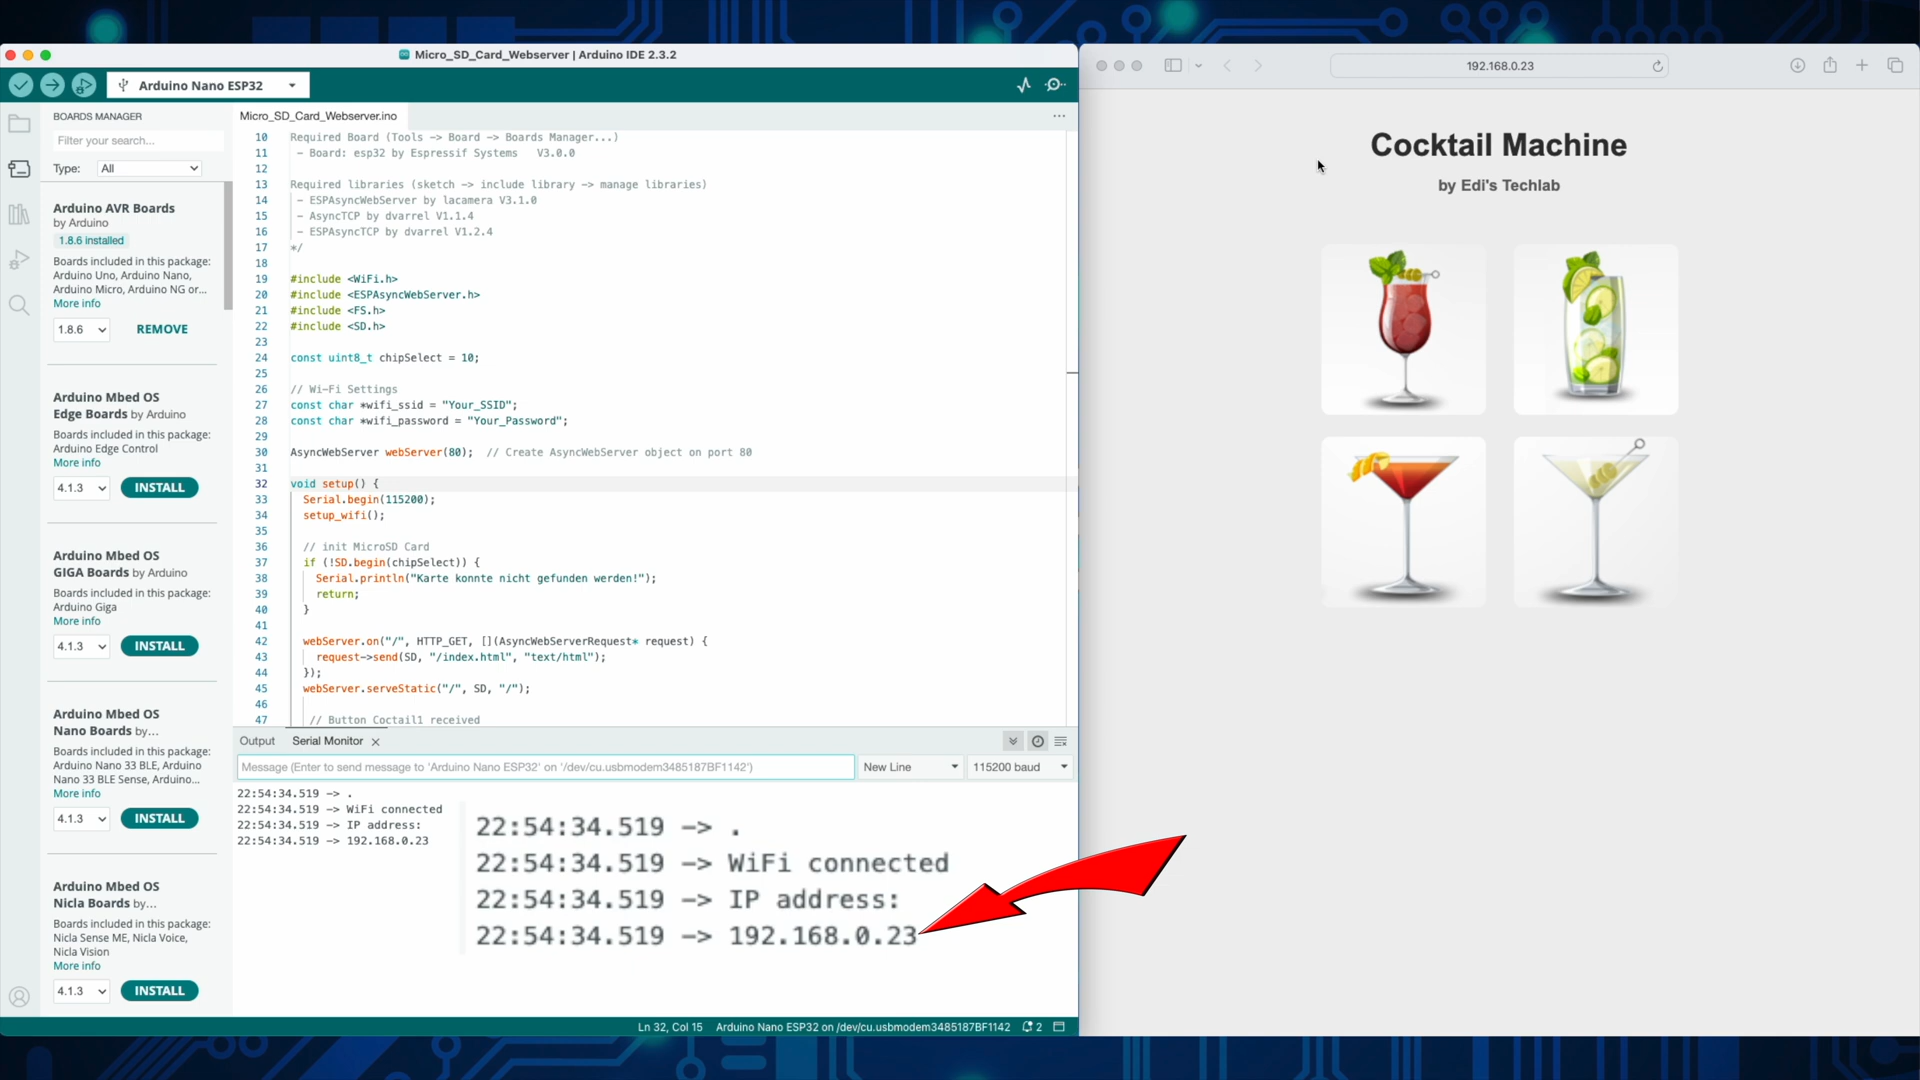 Micro_SD_Card_Webserver | Arduino IDE 2.3.2
Arduino Nano ESP32
BOARDS MANAGER
Filter your search...
Type: All
Arduino AVR Boards
by Arduino
1.8.6 installed
Boards included in this package:
Arduino Uno, Arduino Nano,
Arduino Micro, Arduino NG or...
More info
1.8.6 REMOVE
Arduino Mbed OS
Edge Boards by Arduino
Boards included in this package:
Arduino Edge Control
More info
4.1.3 INSTALL
Arduino Mbed OS
GIGA Boards by Arduino
Boards included in this package:
Arduino Giga
More info
4.1.3 INSTALL
Arduino Mbed OS
Nano Boards by...
Boards included in this package:
Arduino Nano 33 BLE, Arduino
Nano 33 BLE Sense, Arduino...
More info
4.1.3 INSTALL
Arduino Mbed OS
Nicla Boards by...
Boards included in this package:
Nicla Sense ME, Nicla Voice,
Nicla Vision
More info
4.1.3 INSTALL
Micro_SD_Card_Webserver.ino
10 Required Board (Tools -> Board -> Boards Manager...)
11 - Board: esp32 by Espressif Systems V3.0.0
12
13 Required libraries (sketch -> include library -> manage libraries)
14 - ESPAsyncWebServer by lacamera V3.1.0
15 - AsyncTCP by dvarrel V1.1.4
16 - ESPAsyncTCP by dvarrel V1.2.4
17 */
18
19 #include <WiFi.h>
20 #include <ESPAsyncWebServer.h>
21 #include <FS.h>
22 #include <SD.h>
23
24 const uint8_t chipSelect = 10;
25
26 // Wi-Fi Settings
27 const char *wifi_ssid = "Your_SSID";
28 const char *wifi_password = "Your_Password";
29
30 AsyncWebServer webServer(80); // Create AsyncWebServer object on port 80
31
32 void setup() {
33 Serial.begin(115200);
34 setup_wifi();
35
36 // init MicroSD Card
37 if (!SD.begin(chipSelect)) {
38 Serial.println("Karte konnte nicht gefunden werden!");
39 return;
40 }
41
42 webServer.on("/", HTTP_GET, [](AsyncWebServerRequest* request) {
43 request->send(SD, "/index.html", "text/html");
44 });
45 webServer.serveStatic("/", SD, "/");
46
47 // Button Coctail1 received
Output Serial Monitor
Message (Enter to send message to 'Arduino Nano ESP32' on '/dev/cu.usbmodem3485187BF1142')
New Line 115200 baud
22:54:34.519 -> .
22:54:34.519 -> WiFi connected
22:54:34.519 -> IP address:
22:54:34.519 -> 192.168.0.23
22:54:34.519 -> .
22:54:34.519 -> WiFi connected
22:54:34.519 -> IP address:
22:54:34.519 -> 192.168.0.23
Ln 32, Col 15 Arduino Nano ESP32 on /dev/cu.usbmodem3485187BF1142 2
192.168.0.23
Cocktail Machine
by Edi's Techlab